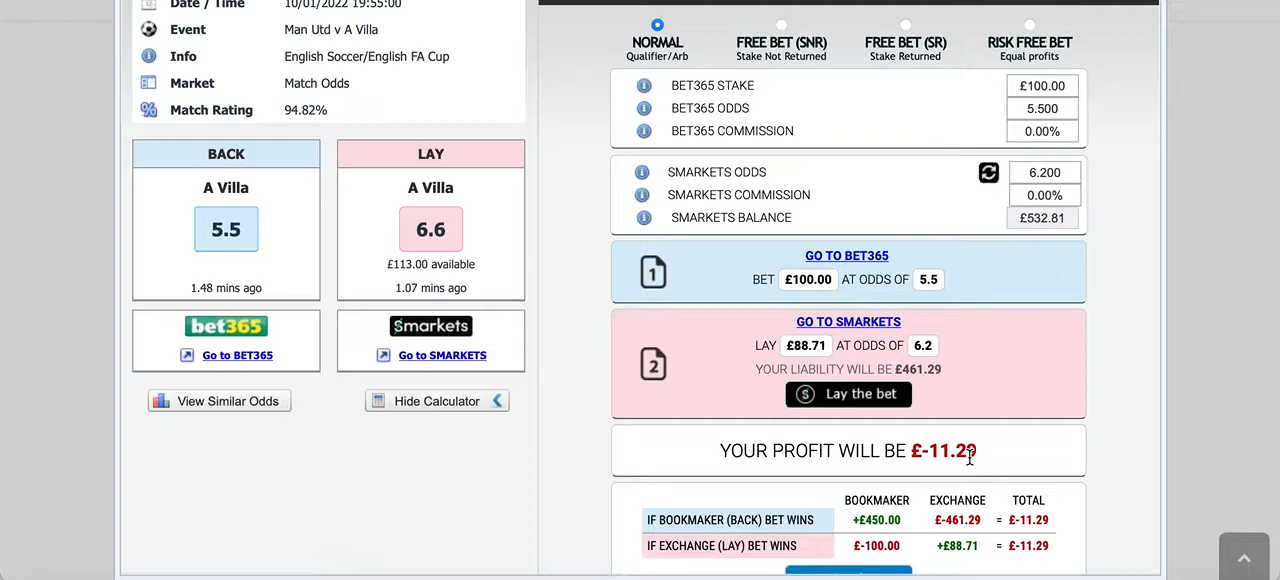 Date / Time 10/01/2022 19:55:00
Event Man Utd v A Villa
Info English Soccer/English FA Cup
Market Match Odds
Match Rating 94.82%
BACK
A Villa
5.5
1.48 mins ago
LAY
A Villa
6.6
£113.00 available
1.07 mins ago
bet365
Go to BET365
smarkets
Go to SMARKETS
View Similar Odds
Hide Calculator
NORMAL
Qualifier/Arb
FREE BET (SNR)
Stake Not Returned
FREE BET (SR)
Stake Returned
RISK FREE BET
Equal profits
BET365 STAKE £100.00
BET365 ODDS 5.500
BET365 COMMISSION 0.00%
SMARKETS ODDS 6.200
SMARKETS COMMISSION 0.00%
SMARKETS BALANCE £532.81
1
GO TO BET365
BET £100.00 AT ODDS OF 5.5
2
GO TO SMARKETS
LAY £88.71 AT ODDS OF 6.2
YOUR LIABILITY WILL BE £461.29
S Lay the bet
YOUR PROFIT WILL BE £-11.29
BOOKMAKER EXCHANGE TOTAL
IF BOOKMAKER (BACK) BET WINS +£450.00 £-461.29 = £-11.29
IF EXCHANGE (LAY) BET WINS £-100.00 +£88.71 = £-11.29